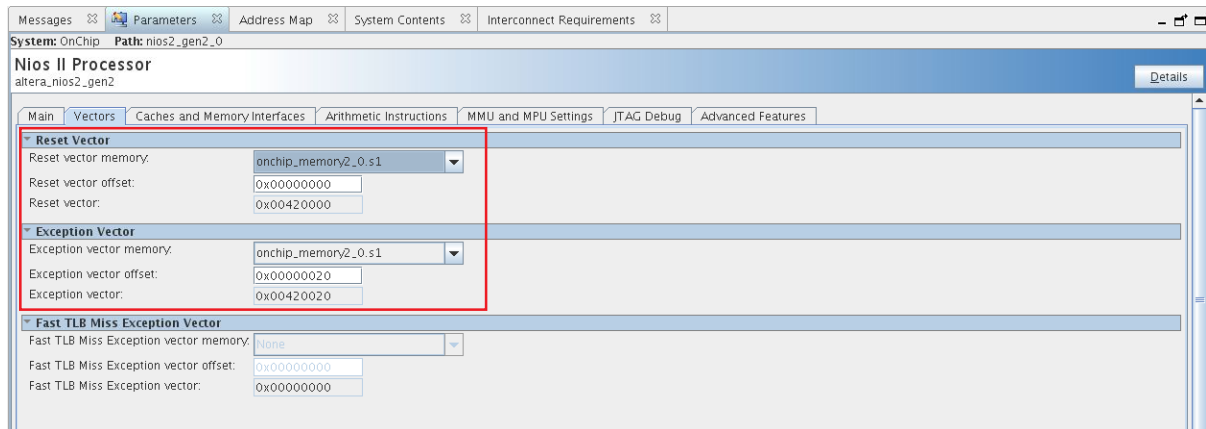 Messages Parameters Address Map System Contents Interconnect Requirements
System: OnChip Path: nios2_gen2_0
Nios II Processor
altera_nios2_gen2
Details
Main Vectors Caches and Memory Interfaces Arithmetic Instructions MMU and MPU Settings JTAG Debug Advanced Features
Reset Vector
Reset vector memory: onchip_memory2_0.s1
Reset vector offset: 0x00000000
Reset vector: 0x00420000
Exception Vector
Exception vector memory: onchip_memory2_0.s1
Exception vector offset: 0x00000020
Exception vector: 0x00420020
Fast TLB Miss Exception Vector
Fast TLB Miss Exception vector memory: None
Fast TLB Miss Exception vector offset: 0x00000000
Fast TLB Miss Exception vector: 0x00000000